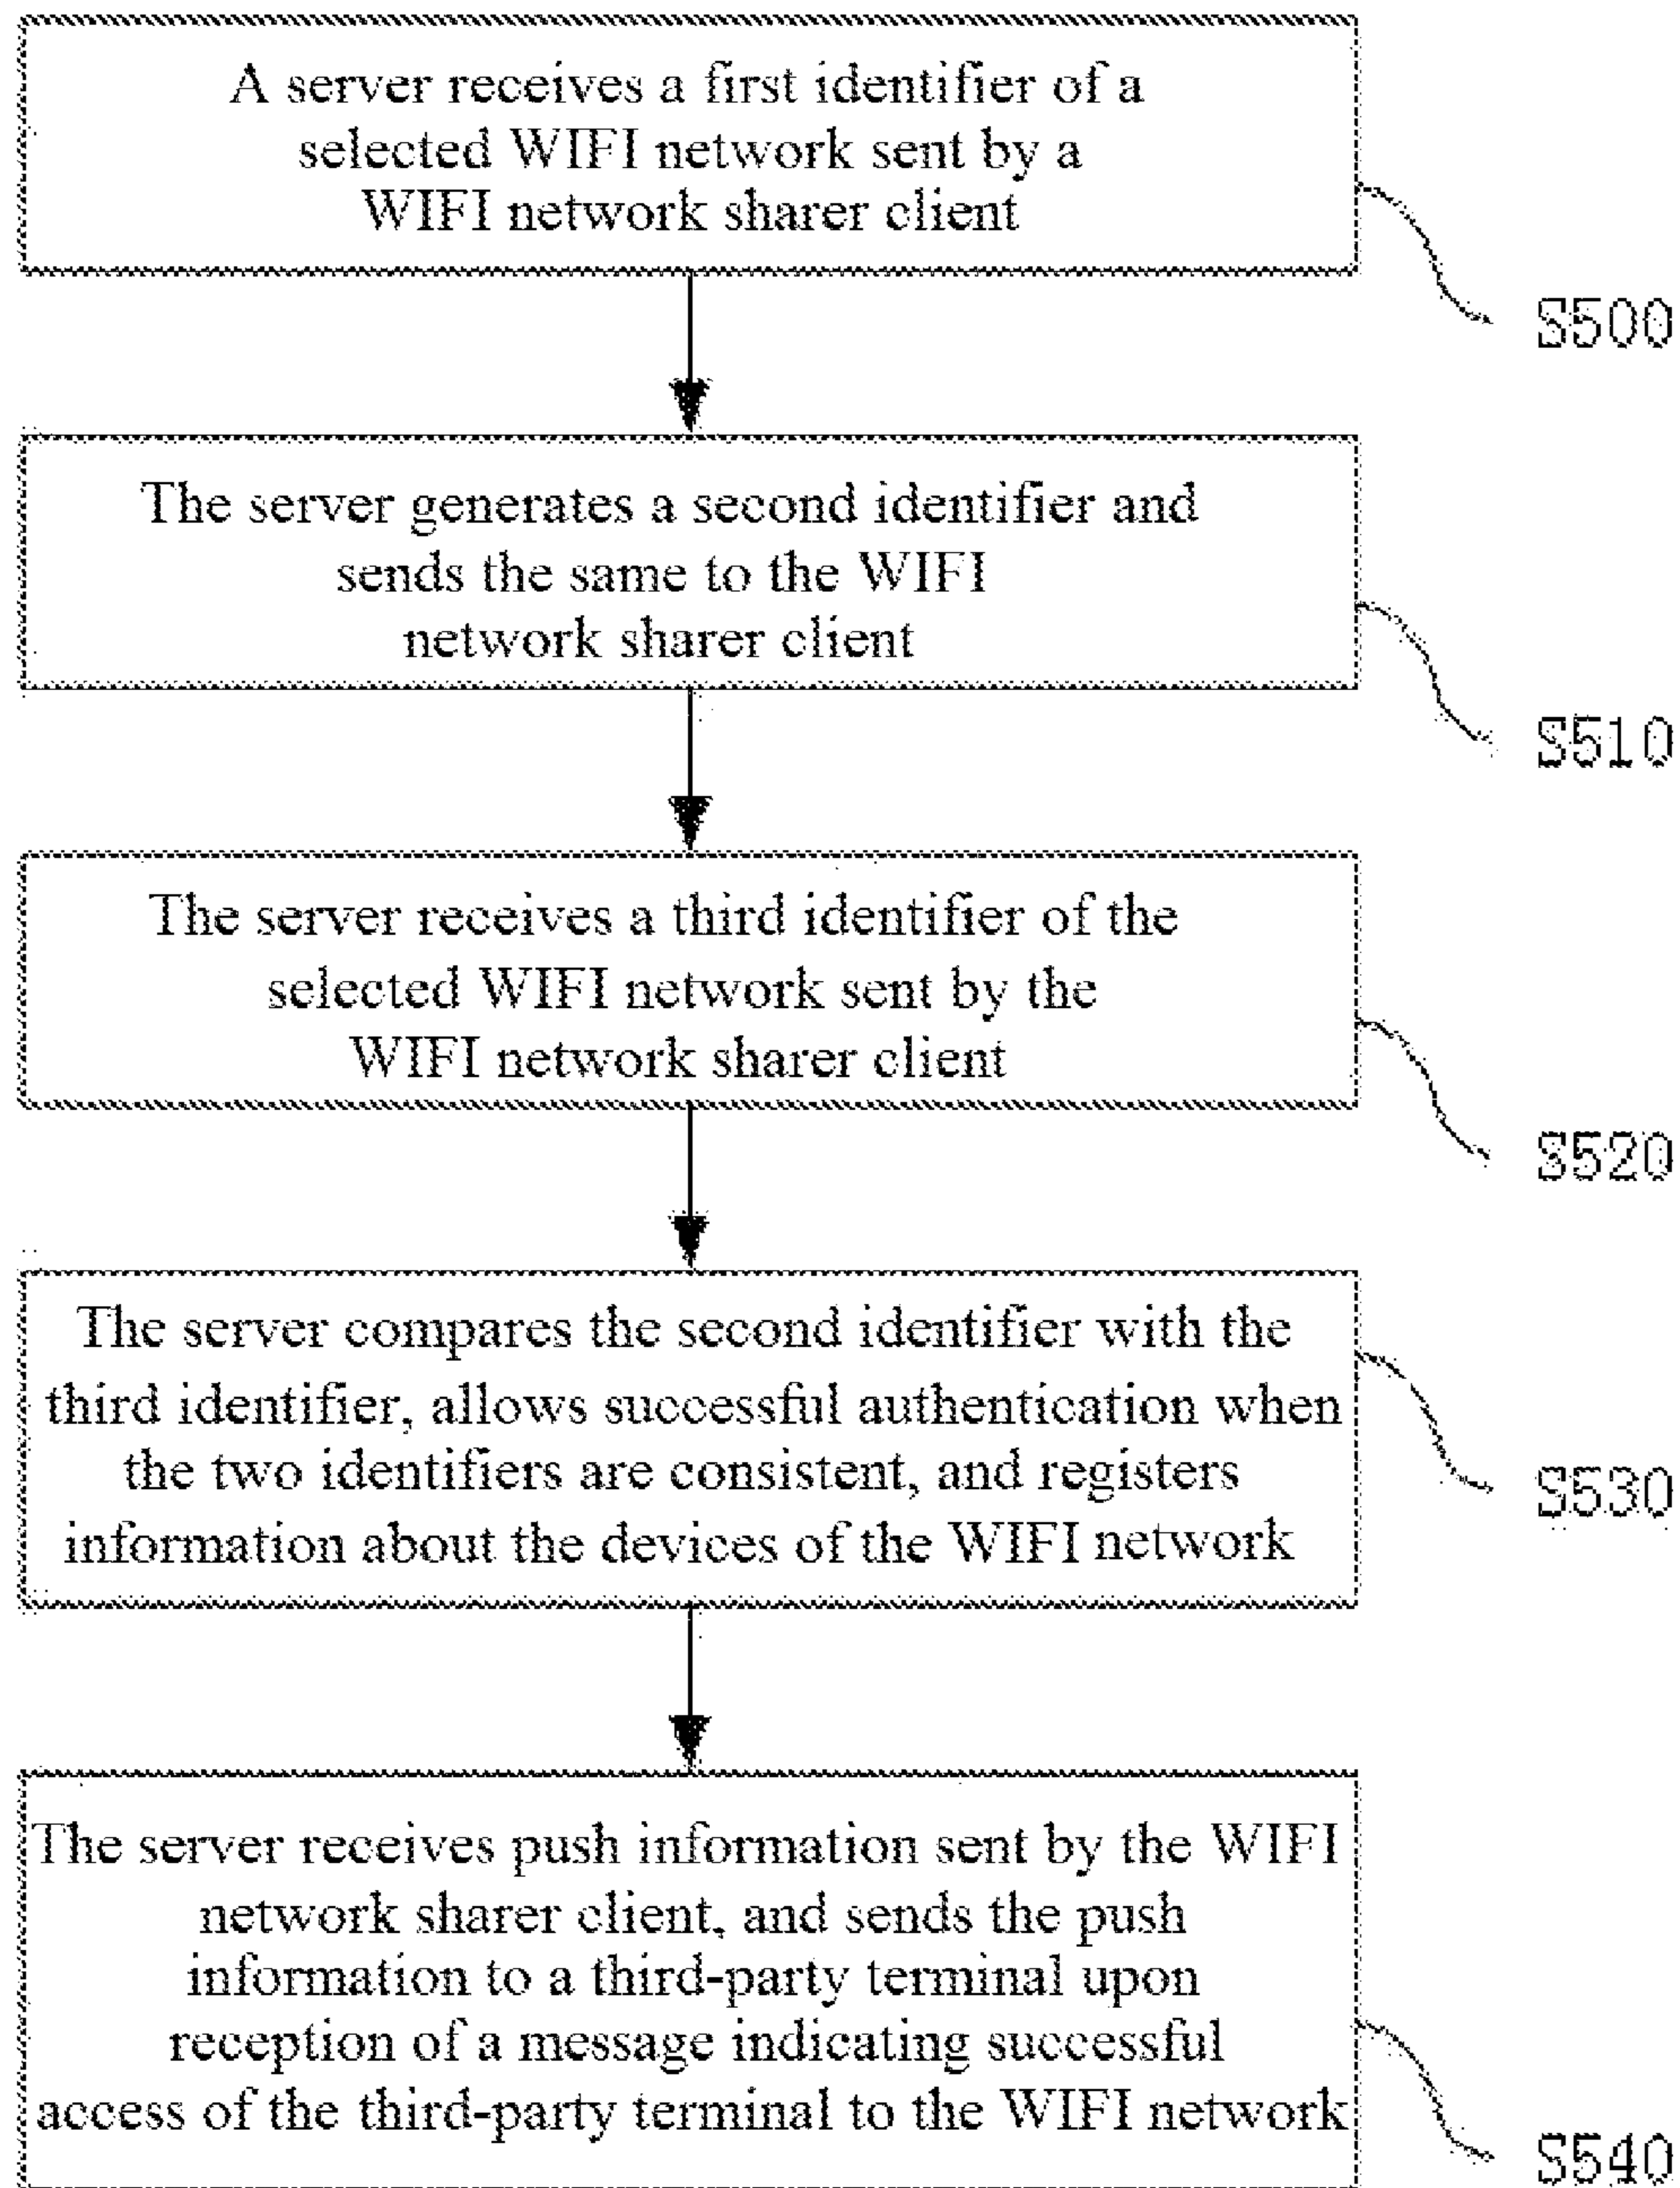 A server receives a first identifier of a
selected WIFI network sent by a
WIFI network sharer client
S500
The server generates a second identifier and
sends the same to the WIFI
network sharer client
S510
The server receives a third identifier of the
selected WIFI network sent by the
WIFI network sharer client
S520
The server compares the second identifier with the
third identifier, allows successful authentication when
the two identifiers are consistent, and registers
information about the devices of the WIFI network
S530
The server receives push information sent by the WIFI
network sharer client, and sends the push
information to a third-party terminal upon
reception of a message indicating successful
access of the third-party terminal to the WIFI network
S540